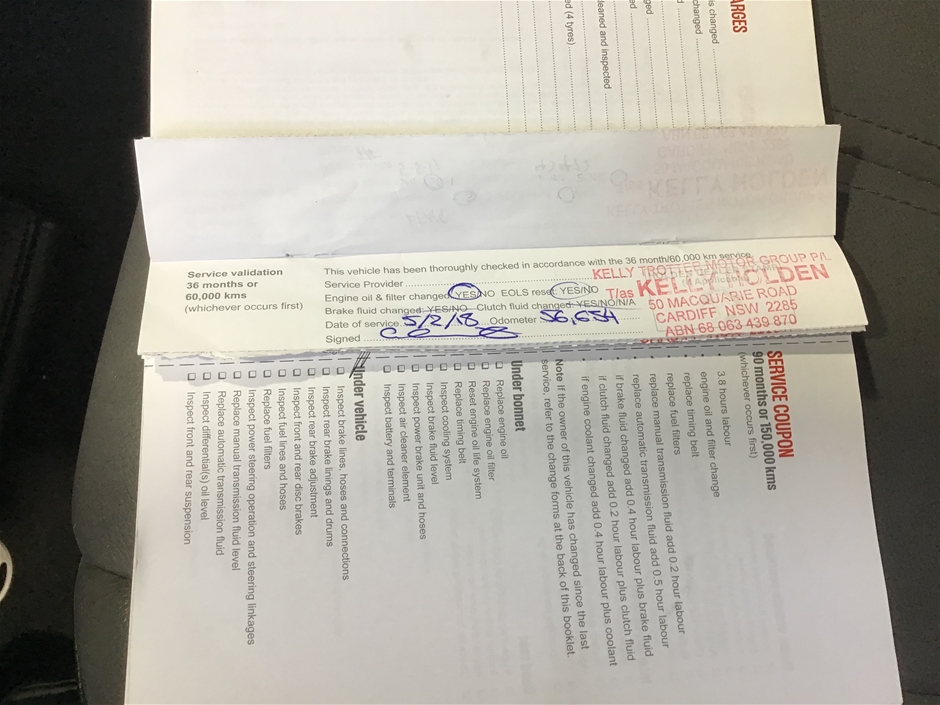 ARGES
is changed
changed
ged
leaned and inspected
ed (4 tyres)
Service validation
36 months or
60,000 kms
(whichever occurs first)
This vehicle has been thoroughly checked in accordance with the 36 month/60,000 km service.
Service Provider
Engine oil & filter changed: YES/NO EOLS reset: YES/NO
Brake fluid changed: YES/NO Clutch fluid changed: YES/NO/N/A
Date of service 5/2/18 Odometer 56,654
Signed
KELLY TROTTER MOTOR GROUP P/L
T/as KELLY HOLDEN
50 MACQUARIE ROAD
CARDIFF NSW 2285
ABN 68 063 439 870
SERVICE COUPON
90 months or 150,000 kms
(whichever occurs first)
3.8 hours labour
engine oil and filter change
replace timing belt
replace fuel filters
replace manual transmission fluid add 0.2 hour labour
replace automatic transmission fluid add 0.5 hour labour
if brake fluid changed add 0.4 hour labour plus brake fluid
if clutch fluid changed add 0.2 hour labour plus clutch fluid
if engine coolant changed add 0.4 hour labour plus coolant
Note If the owner of this vehicle has changed since the last
service, refer to the change forms at the back of this booklet.
Under bonnet
Replace engine oil
Replace engine oil filter
Reset engine oil life system
Replace timing belt
Inspect cooling system
Inspect brake fluid level
Inspect power brake unit and hoses
Inspect air cleaner element
Inspect battery and terminals
Under vehicle
Inspect brake lines, hoses and connections
Inspect rear brake linings and drums
Inspect rear brake adjustment
Inspect front and rear disc brakes
Inspect fuel lines and hoses
Replace fuel filters
Inspect power steering operation and steering linkages
Replace manual transmission fluid level
Replace automatic transmission fluid
Inspect differential(s) oil level
Inspect front and rear suspension